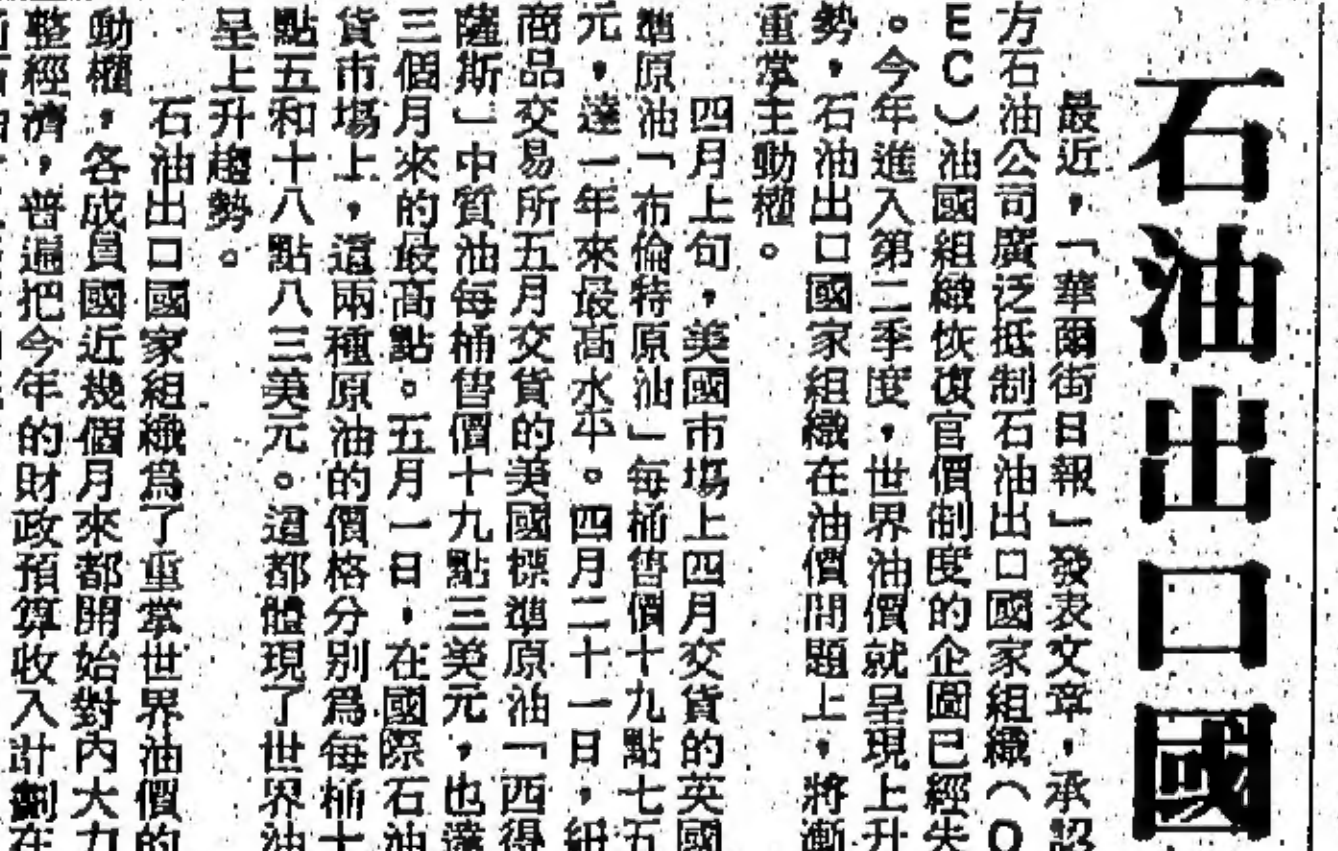 石油出口國
最近，「華爾街日報」發表文章，承認
方石油公司廣泛抵制石油出口國家組織（O
EC）油國組織恢復官價制度的企圖已經失
。今年進入第二季度，世界油價就呈現上升
勢，石油出口國家組織在油價問題上，將漸
重掌主動權。
四月上旬，美國市場上四月交貨的英國
準原油「布倫特原油」每桶售價十九點七五
元，達一年來最高水平。四月二十一日，紐
商品交易所五月交貨的美國標準原油「西得
薩斯」中質油每桶售價十九點三美元，也達
三個月來的最高點。五月一日，在國際石油
貨市場上，這兩種原油的價格分別爲每桶十
點五和十八點八三美元。這都體現了世界油
呈上升趨勢。
石油出口國家組織爲了重掌世界油價的
動權，各成員國近幾個月來都開始對內大力
整經濟，普遍把今年的財政預算收入計劃在